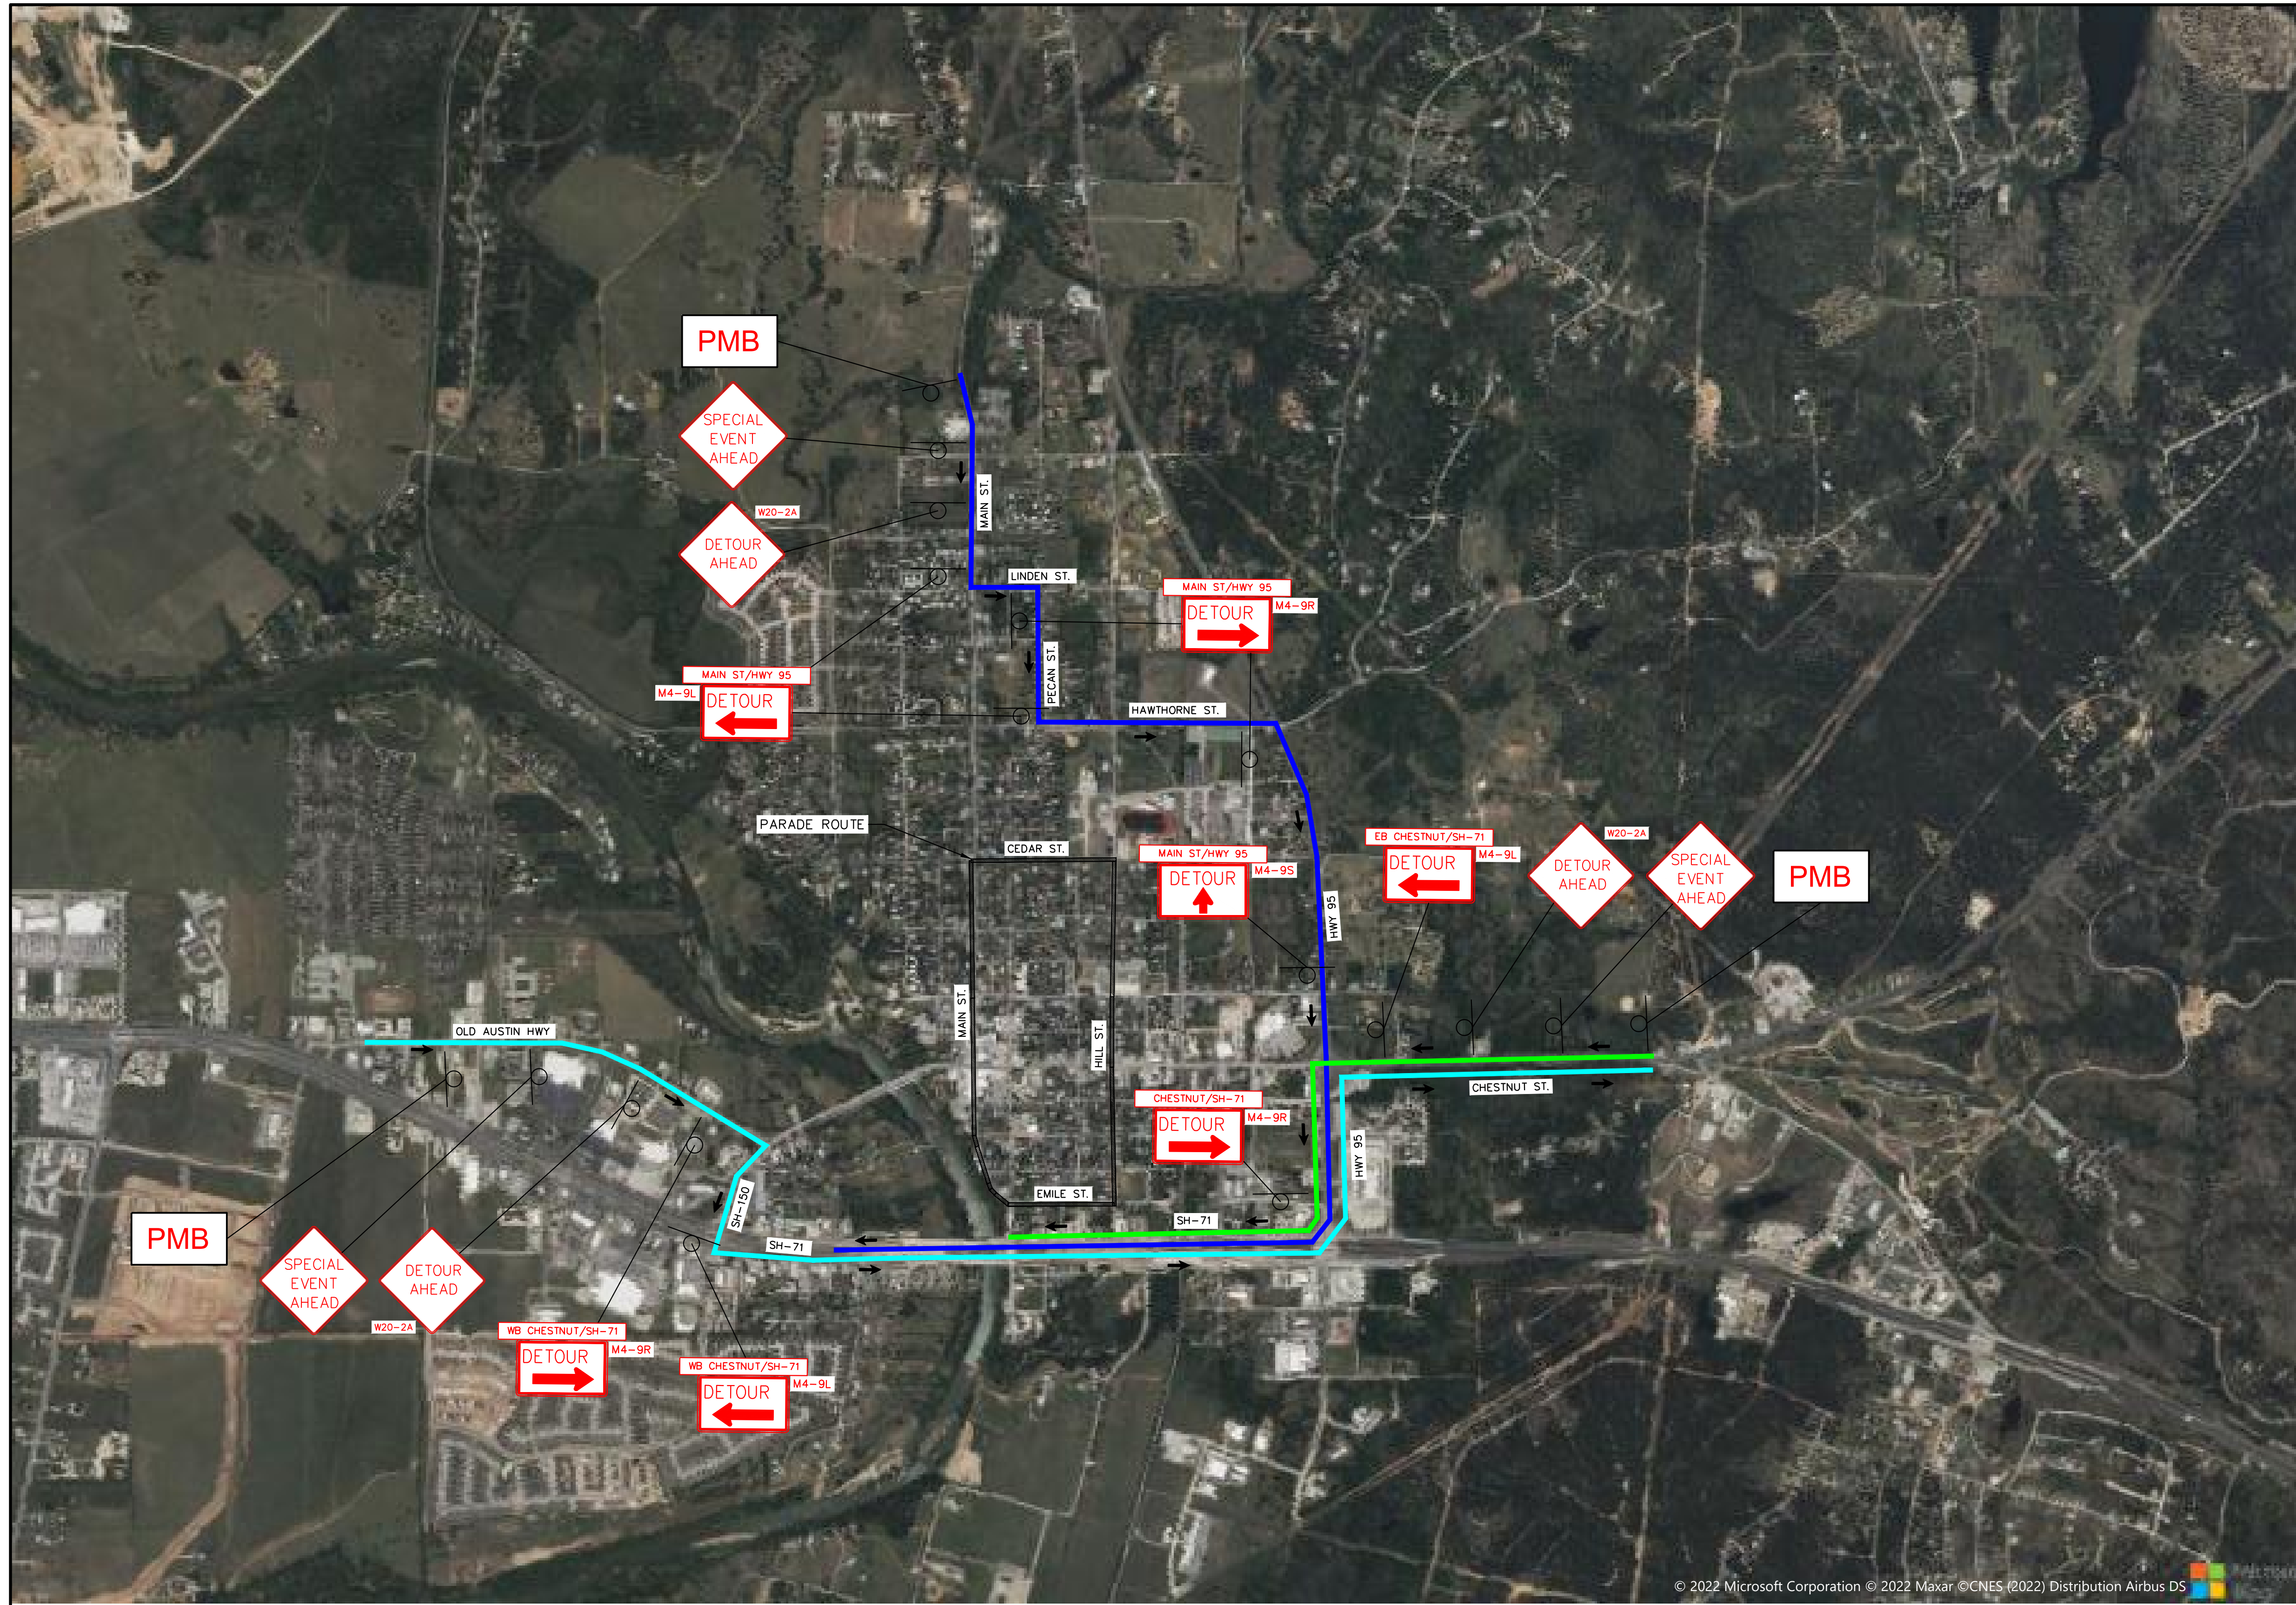 PMB
SPECIAL
EVENT
AHEAD
MAIN ST.
W20-2A
DETOUR
AHEAD
LINDEN ST.
MAIN ST/HWY 95
DETOUR
M4-9R
MAIN ST/HWY 95
M4-9L
DETOUR
PECAN ST.
HAWTHORNE ST.
PARADE ROUTE
CEDAR ST.
MAIN ST/HWY 95
DETOUR
M4-9S
HWY 95
EB CHESTNUT/SH-71
DETOUR
M4-9L
W20-2A
DETOUR
AHEAD
SPECIAL
EVENT
AHEAD
PMB
MAIN ST.
HILL ST.
OLD AUSTIN HWY
CHESTNUT ST.
CHESTNUT/SH-71
DETOUR
M4-9R
HWY 95
EMILE ST.
SH-150
SH-71
SH-71
PMB
SPECIAL
EVENT
AHEAD
DETOUR
AHEAD
W20-2A
WB CHESTNUT/SH-71
DETOUR
M4-9R
WB CHESTNUT/SH-71
DETOUR
M4-9L
© 2022 Microsoft Corporation © 2022 Maxar ©CNES (2022) Distribution Airbus DS